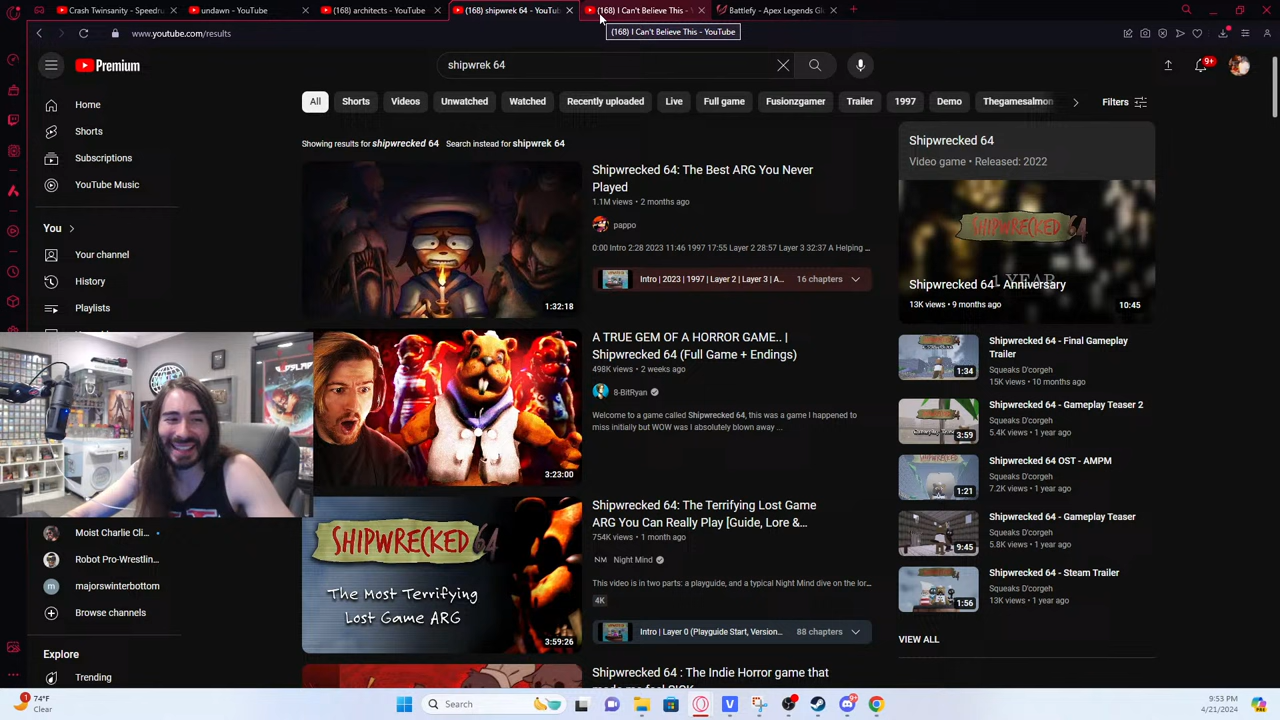 Crash Twinsanity - Speedru
undawn - YouTube
(168) architects - YouTube
(168) shipwrek 64 - YouTub
(168) I Can't Believe This -
Battlefy - Apex Legends Gl
www.youtube.com/results
(168) I Can't Believe This - YouTube
Premium
shipwrek 64
9+
Home
Shorts
Subscriptions
YouTube Music
You
Your channel
History
Playlists
Moist Charlie Cli...
Robot Pro-Wrestlin...
majorswinterbottom
Browse channels
Explore
Trending
All
Shorts
Videos
Unwatched
Watched
Recently uploaded
Live
Full game
Fusionzgamer
Trailer
1997
Demo
Thegamesalmon
Filters
Showing results for shipwrecked 64
Search instead for shipwrek 64
1:32:18
Shipwrecked 64: The Best ARG You Never
Played
1.1M views • 2 months ago
pappo
0:00 Intro 2:28 2023 11:46 1997 17:55 Layer 2 28:57 Layer 3 32:37 A Helping ...
Intro | 2023 | 1997 | Layer 2 | Layer 3 | A...
16 chapters
3:23:00
A TRUE GEM OF A HORROR GAME.. |
Shipwrecked 64 (Full Game + Endings)
498K views • 2 weeks ago
8-BitRyan
Welcome to a game called Shipwrecked 64, this was a game I happened to
miss initially but WOW was I absolutely blown away ...
SHIPWRECKED 64
The Most Terrifying
Lost Game ARG
3:59:26
Shipwrecked 64: The Terrifying Lost Game
ARG You Can Really Play [Guide, Lore &...
754K views • 1 month ago
NM
Night Mind
This video is in two parts: a playguide, and a typical Night Mind dive on the lor...
4K
Intro | Layer 0 (Playguide Start, Version...
88 chapters
Shipwrecked 64 : The Indie Horror game that
Shipwrecked 64
Video game • Released: 2022
SHIPWRECKED 64
1 YEAR
Shipwrecked 64 - Anniversary
13K views • 9 months ago
10:45
1:34
Shipwrecked 64 - Final Gameplay
Trailer
Squeaks D'corgeh
15K views • 10 months ago
3:59
Shipwrecked 64 - Gameplay Teaser 2
Squeaks D'corgeh
5.4K views • 1 year ago
1:21
Shipwrecked 64 OST - AMPM
Squeaks D'corgeh
7.2K views • 1 year ago
9:45
Shipwrecked 64 - Gameplay Teaser
Squeaks D'corgeh
5.8K views • 1 year ago
1:56
Shipwrecked 64 - Steam Trailer
Squeaks D'corgeh
13K views • 1 year ago
VIEW ALL
1
74°F
Clear
Search
9+
9:53 PM
4/21/2024